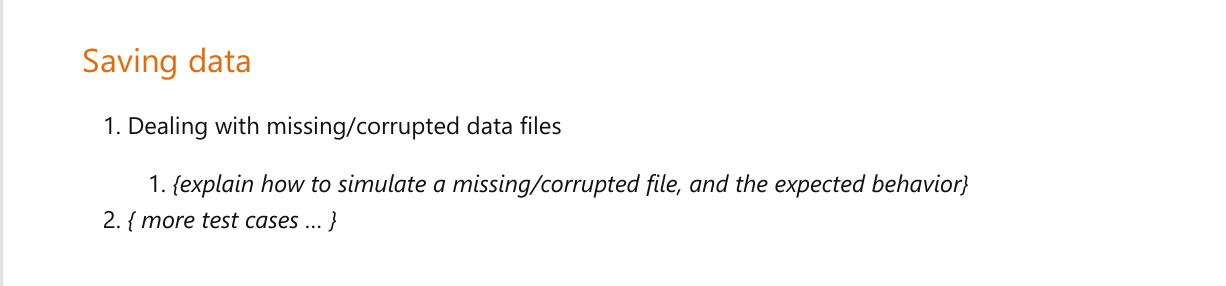 Saving data
1. Dealing with missing/corrupted data files
1. {explain how to simulate a missing/corrupted file, and the expected behavior}
2. { more test cases ... }